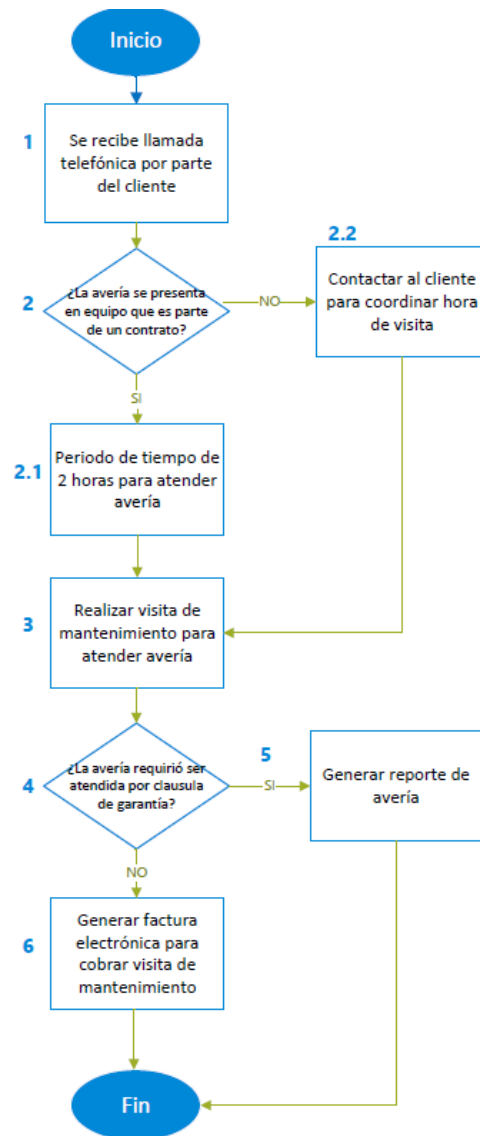 Inicio
1
Se recibe llamada
telefónica por parte
del cliente
2
¿La avería se presenta
en equipo que es parte
de un contrato?
NO
2.2
Contactar al cliente
para coordinar hora
de visita
SI
2.1
Periodo de tiempo de
2 horas para atender
avería
3
Realizar visita de
mantenimiento para
atender avería
4
¿La avería requirió ser
atendida por clausula
de garantía?
5
SI
Generar reporte de
avería
NO
6
Generar factura
electrónica para
cobrar visita de
mantenimiento
Fin